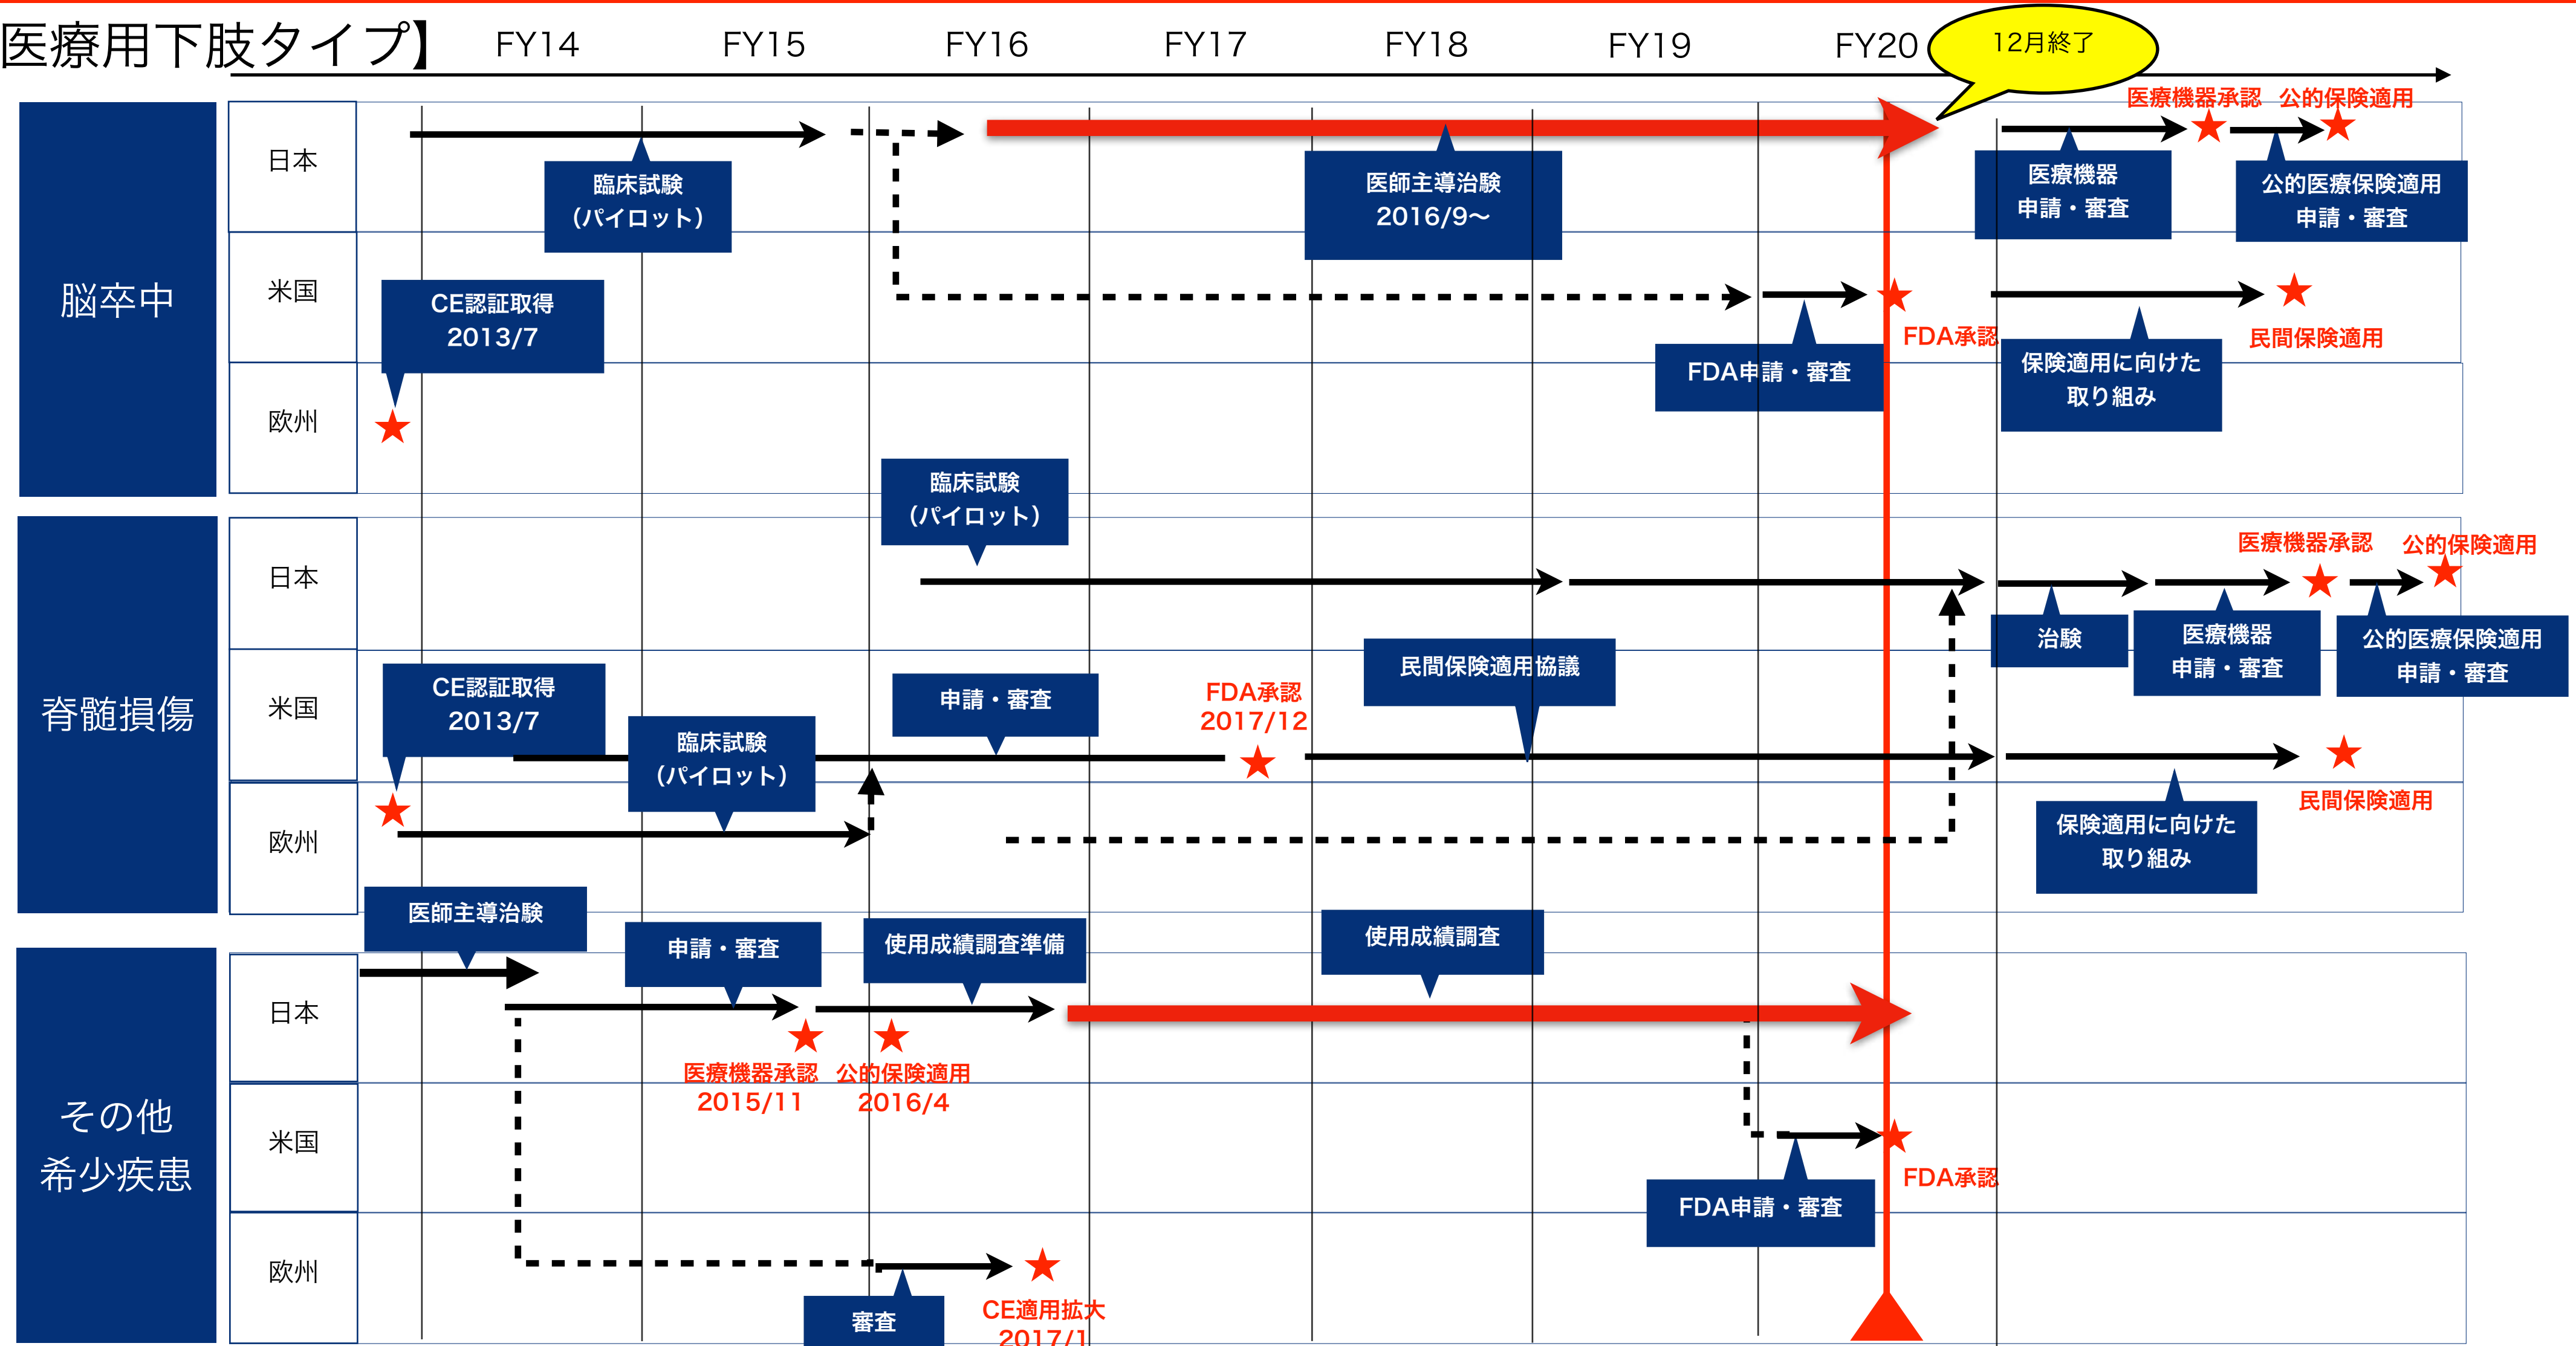 医療用下肢タイプ】
FY14 FY15 FY16 FY17 FY18 FY19 FY20
12月終了
脳卒中
日本
臨床試験
（パイロット）
医師主導治験
2016/9〜
医療機器承認
公的保険適用
医療機器
申請・審査
公的医療保険適用
申請・審査
米国
CE認証取得
2013/7
FDA申請・審査
FDA承認
保険適用に向けた
取り組み
民間保険適用
欧州
脊髄損傷
日本
臨床試験
（パイロット）
治験
医療機器
申請・審査
医療機器承認
公的保険適用
公的医療保険適用
申請・審査
米国
CE認証取得
2013/7
臨床試験
（パイロット）
申請・審査
FDA承認
2017/12
民間保険適用協議
保険適用に向けた
取り組み
民間保険適用
欧州
その他
希少疾患
日本
医師主導治験
申請・審査
使用成績調査準備
使用成績調査
医療機器承認
2015/11
公的保険適用
2016/4
米国
FDA申請・審査
FDA承認
欧州
審査
CE適用拡大
2017/1